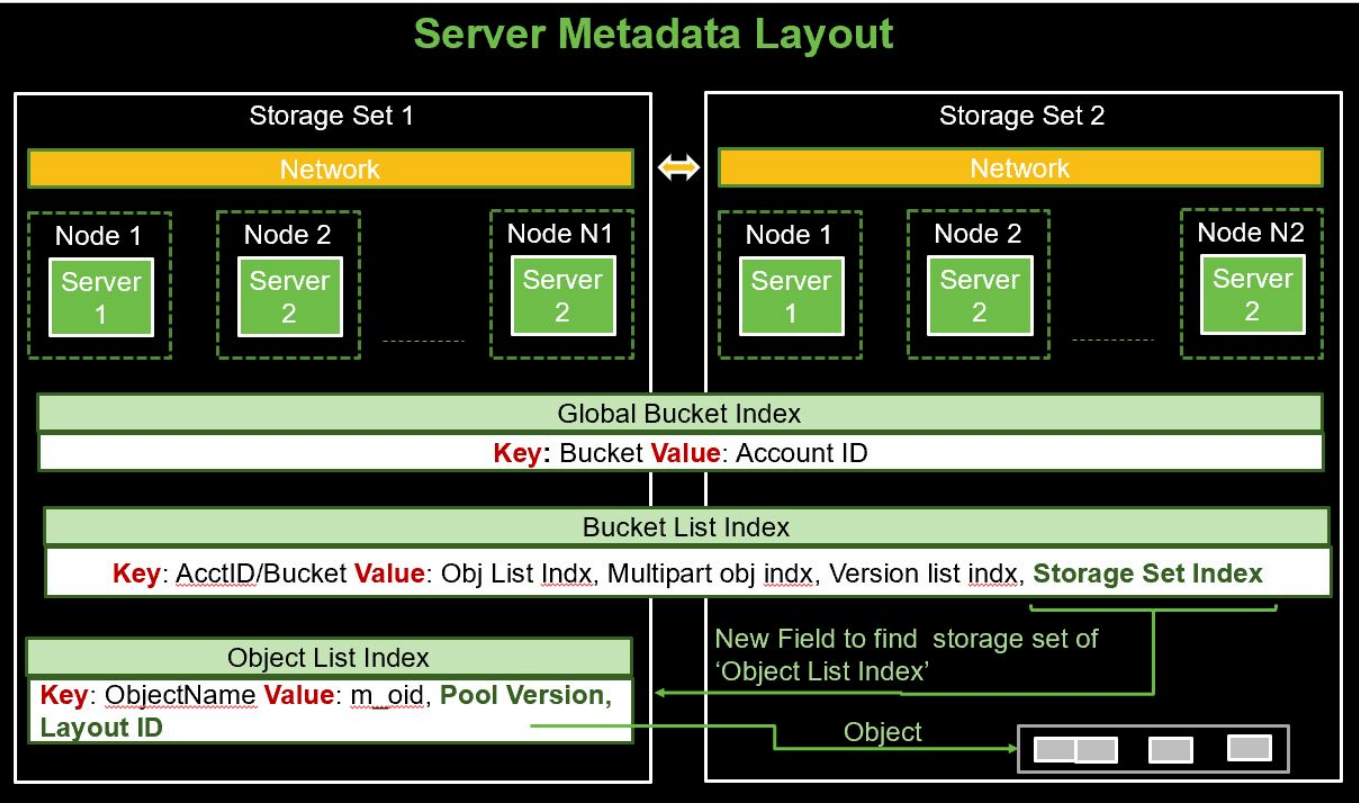 Server Metadata Layout
Storage Set 1
Network
Node 1
Server
1
Node 2
Server
2
Node N1
Server
2
Storage Set 2
Network
Node 1
Server
1
Node 2
Server
2
Node N2
Server
2
Global Bucket Index
Key: Bucket Value: Account ID
Bucket List Index
Key: AcctID/Bucket Value: Obj List Indx, Multipart obj indx, Version list indx, Storage Set Index
New Field to find storage set of
‘Object List Index’
Object List Index
Key: ObjectName Value: m_oid, Pool Version,
Layout ID
Object